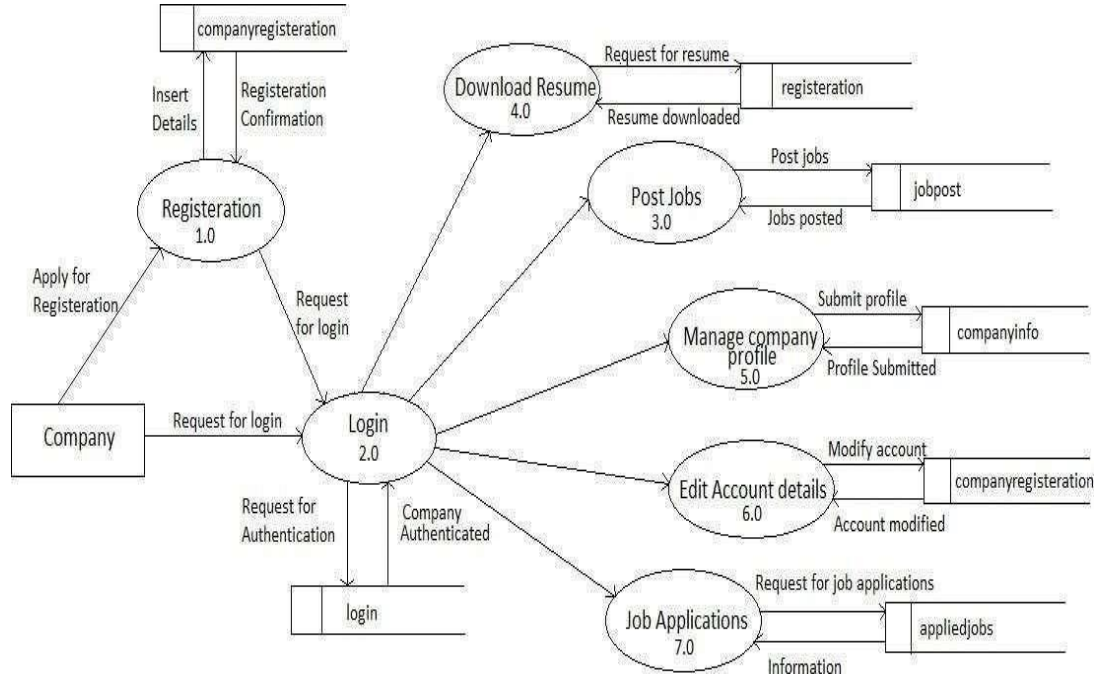 companyregisteration
Insert
Details
Registeration
Confirmation
Registeration
1.0
Apply for
Registeration
Request
for login
Company
Request for login
Login
2.0
Request for
Authentication
Company
Authenticated
login
Download Resume
4.0
Request for resume
Resume downloaded
registeration
Post Jobs
3.0
Post jobs
Jobs posted
jobpost
Manage company
profile
5.0
Submit profile
Profile Submitted
companyinfo
Edit Account details
6.0
Modify account
Account modified
companyregisteration
Job Applications
7.0
Request for job applications
Information
appliedjobs